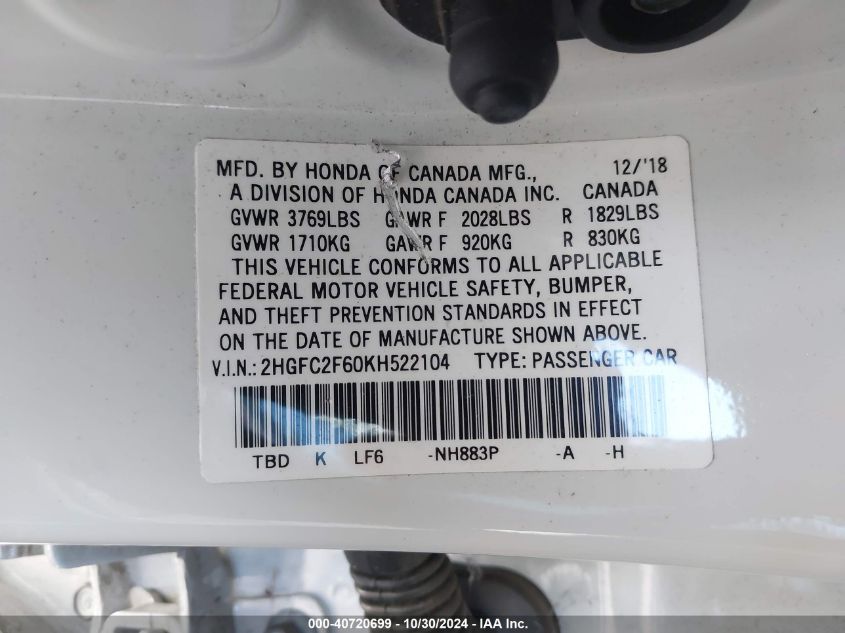 MFD. BY HONDA OF CANADA MFG., 12/'18
A DIVISION OF HONDA CANADA INC. CANADA
GVWR 3769LBS GAWR F 2028LBS R 1829LBS
GVWR 1710KG GAWR F 920KG R 830KG
THIS VEHICLE CONFORMS TO ALL APPLICABLE
FEDERAL MOTOR VEHICLE SAFETY, BUMPER,
AND THEFT PREVENTION STANDARDS IN EFFECT
ON THE DATE OF MANUFACTURE SHOWN ABOVE.
V.I.N.: 2HGFC2F60KH522104 TYPE: PASSENGER CAR
TBD K LF6 -NH883P -A -H
000-40720699 - 10/30/2024 - IAA Inc.